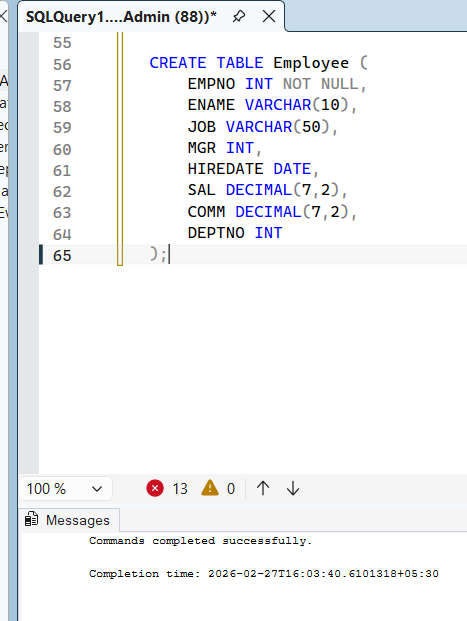 SQLQuery1....Admin (88))*
55
56 CREATE TABLE Employee (
57 EMPNO INT NOT NULL,
58 ENAME VARCHAR(10),
59 JOB VARCHAR(50),
60 MGR INT,
61 HIREDATE DATE,
62 SAL DECIMAL(7,2),
63 COMM DECIMAL(7,2),
64 DEPTNO INT
65 );
100 %
13
0
Messages
Commands completed successfully.
Completion time: 2026-02-27T16:03:40.6101318+05:30